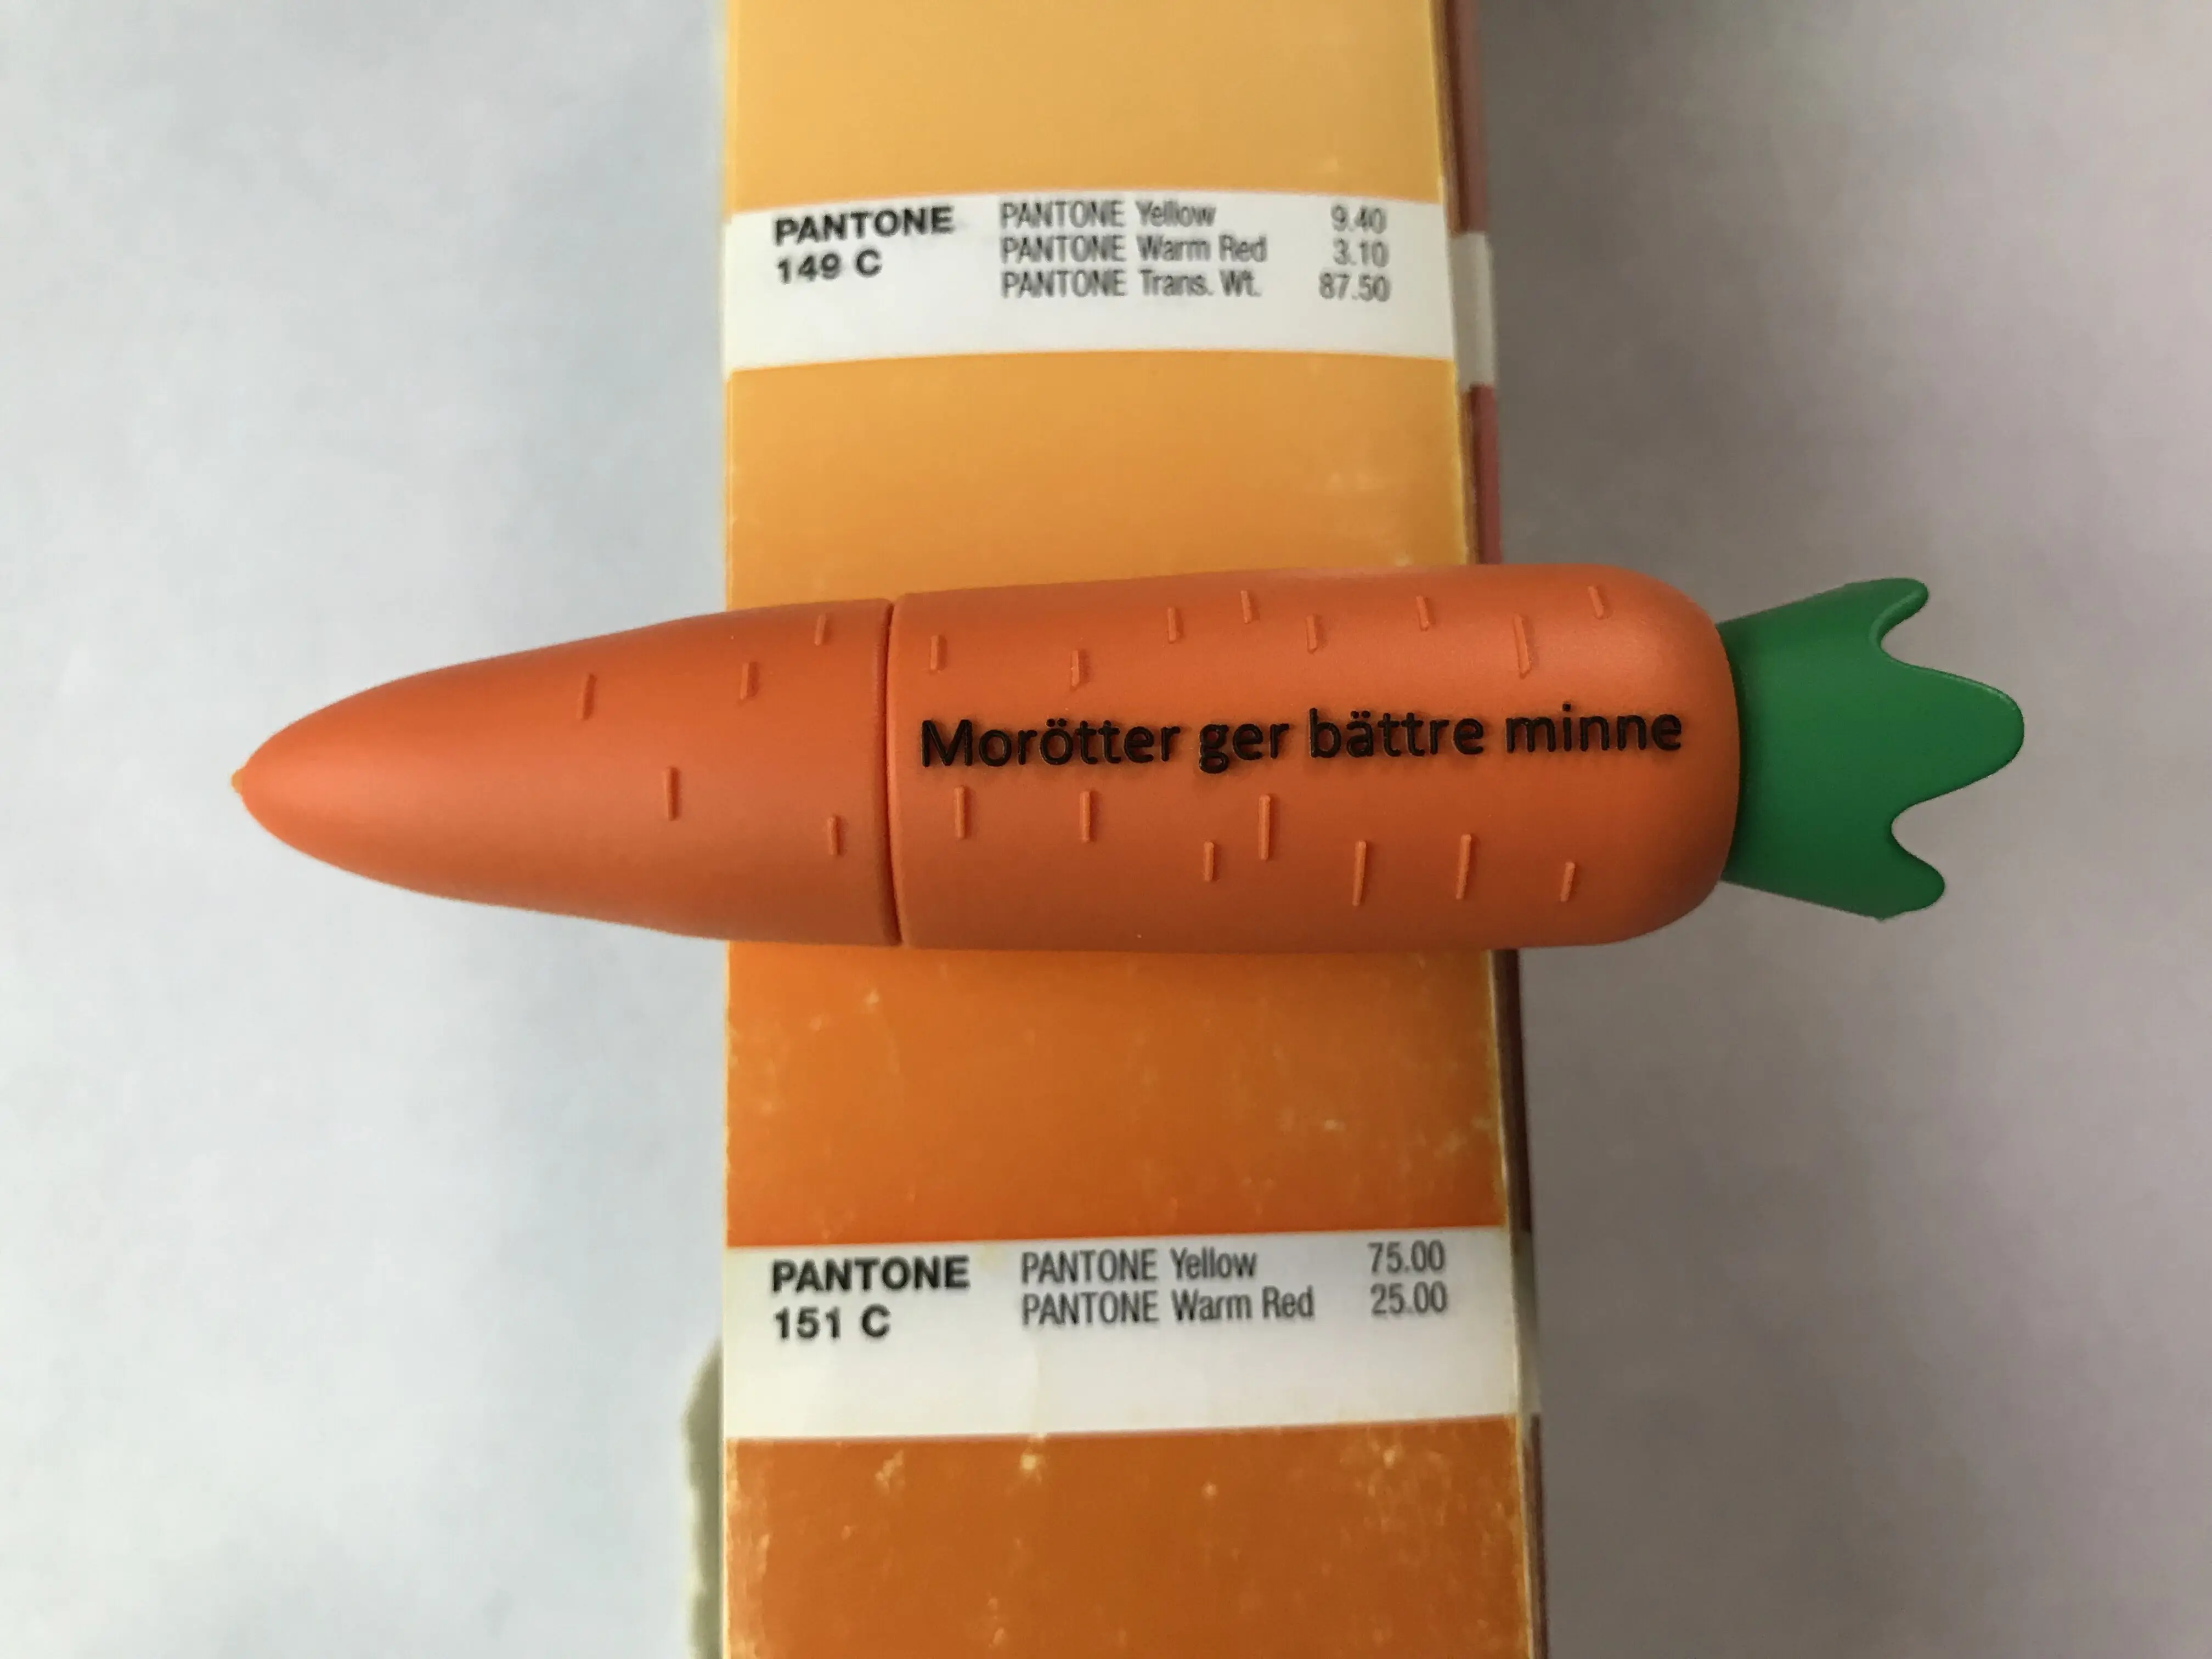 PANTONE
149 C
PANTONE Yellow 9.40
PANTONE Warm Red 3.10
PANTONE Trans. Wt. 87.50
Morötter ger bättre minne
PANTONE
151 C
PANTONE Yellow 75.00
PANTONE Warm Red 25.00